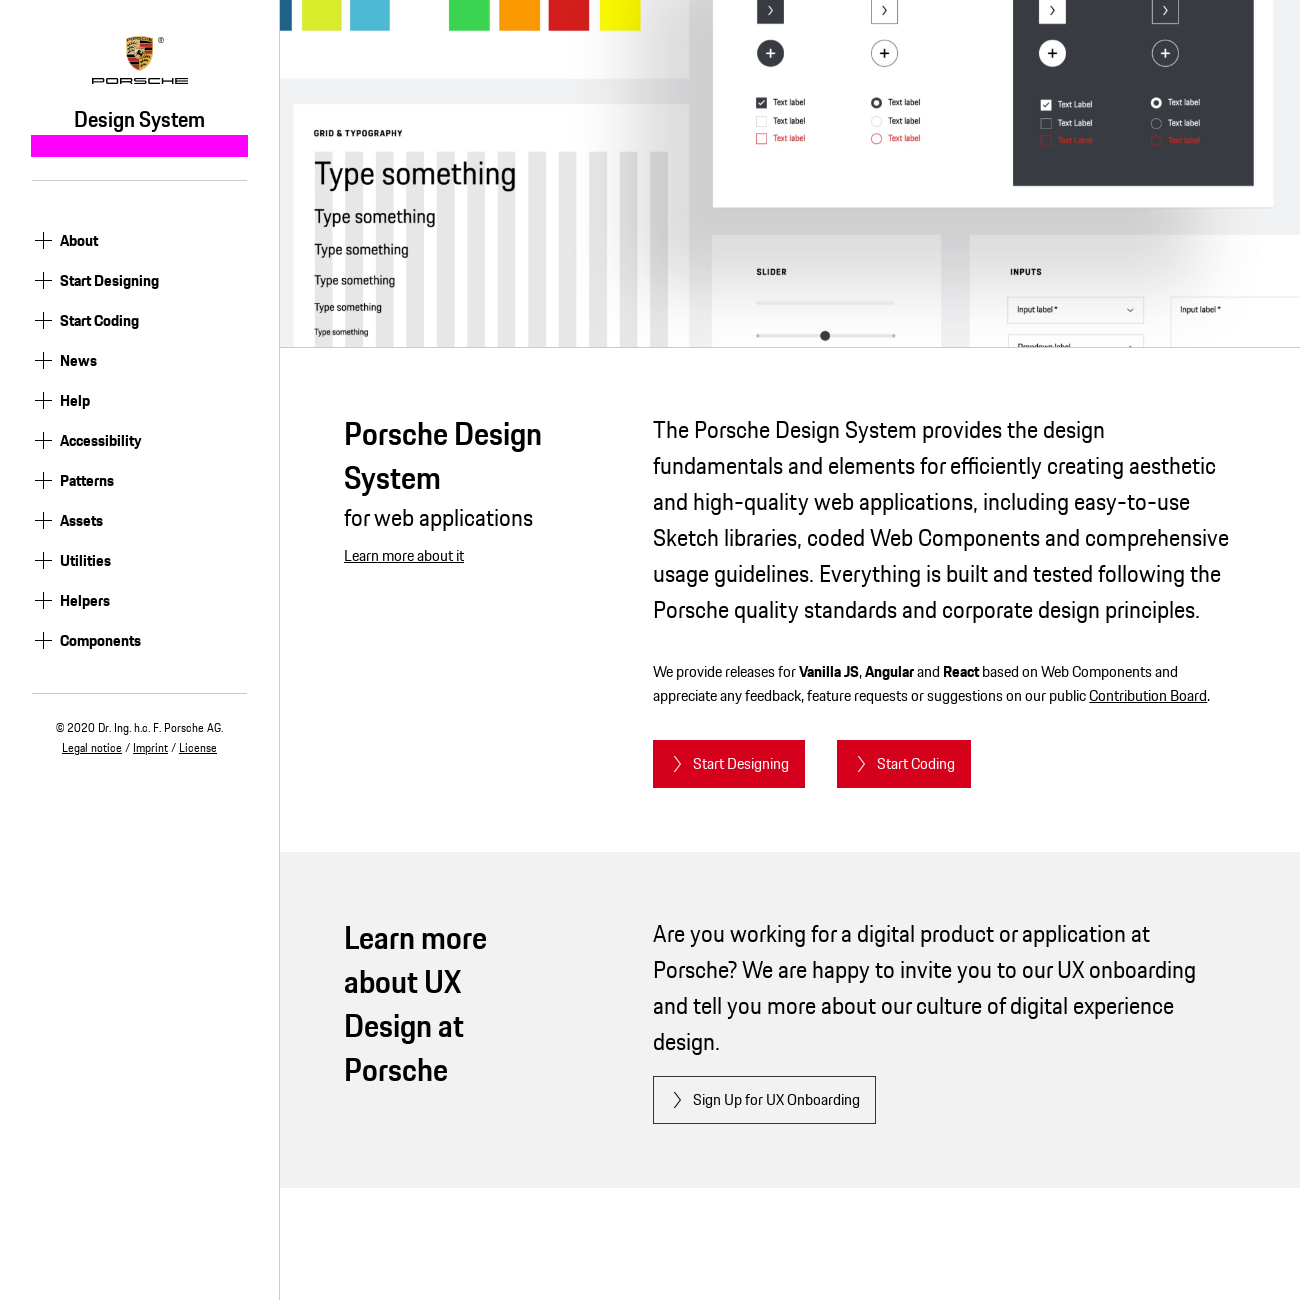 PORSCHE
®
Design System
About
Start Designing
Start Coding
News
Help
Accessibility
Patterns
Assets
Utilities
Helpers
Components
© 2020 Dr. Ing. h.c. F. Porsche AG.
Legal notice / Imprint / License
GRID & TYPOGRAPHY
Type something
Type something
Type something
Type something
Type something
Type something
Text label
Text label
Text label
Text label
Text label
Text label
Text Label
Text Label
Text Label
Text label
Text label
Text label
SLIDER
INPUTS
Input label *
Input label *
Dropdown label
Porsche Design
System
for web applications
Learn more about it
The Porsche Design System provides the design
fundamentals and elements for efficiently creating aesthetic
and high-quality web applications, including easy-to-use
Sketch libraries, coded Web Components and comprehensive
usage guidelines. Everything is built and tested following the
Porsche quality standards and corporate design principles.
We provide releases for Vanilla JS, Angular and React based on Web Components and
appreciate any feedback, feature requests or suggestions on our public Contribution Board.
Start Designing
Start Coding
Learn more
about UX
Design at
Porsche
Are you working for a digital product or application at
Porsche? We are happy to invite you to our UX onboarding
and tell you more about our culture of digital experience
design.
Sign Up for UX Onboarding